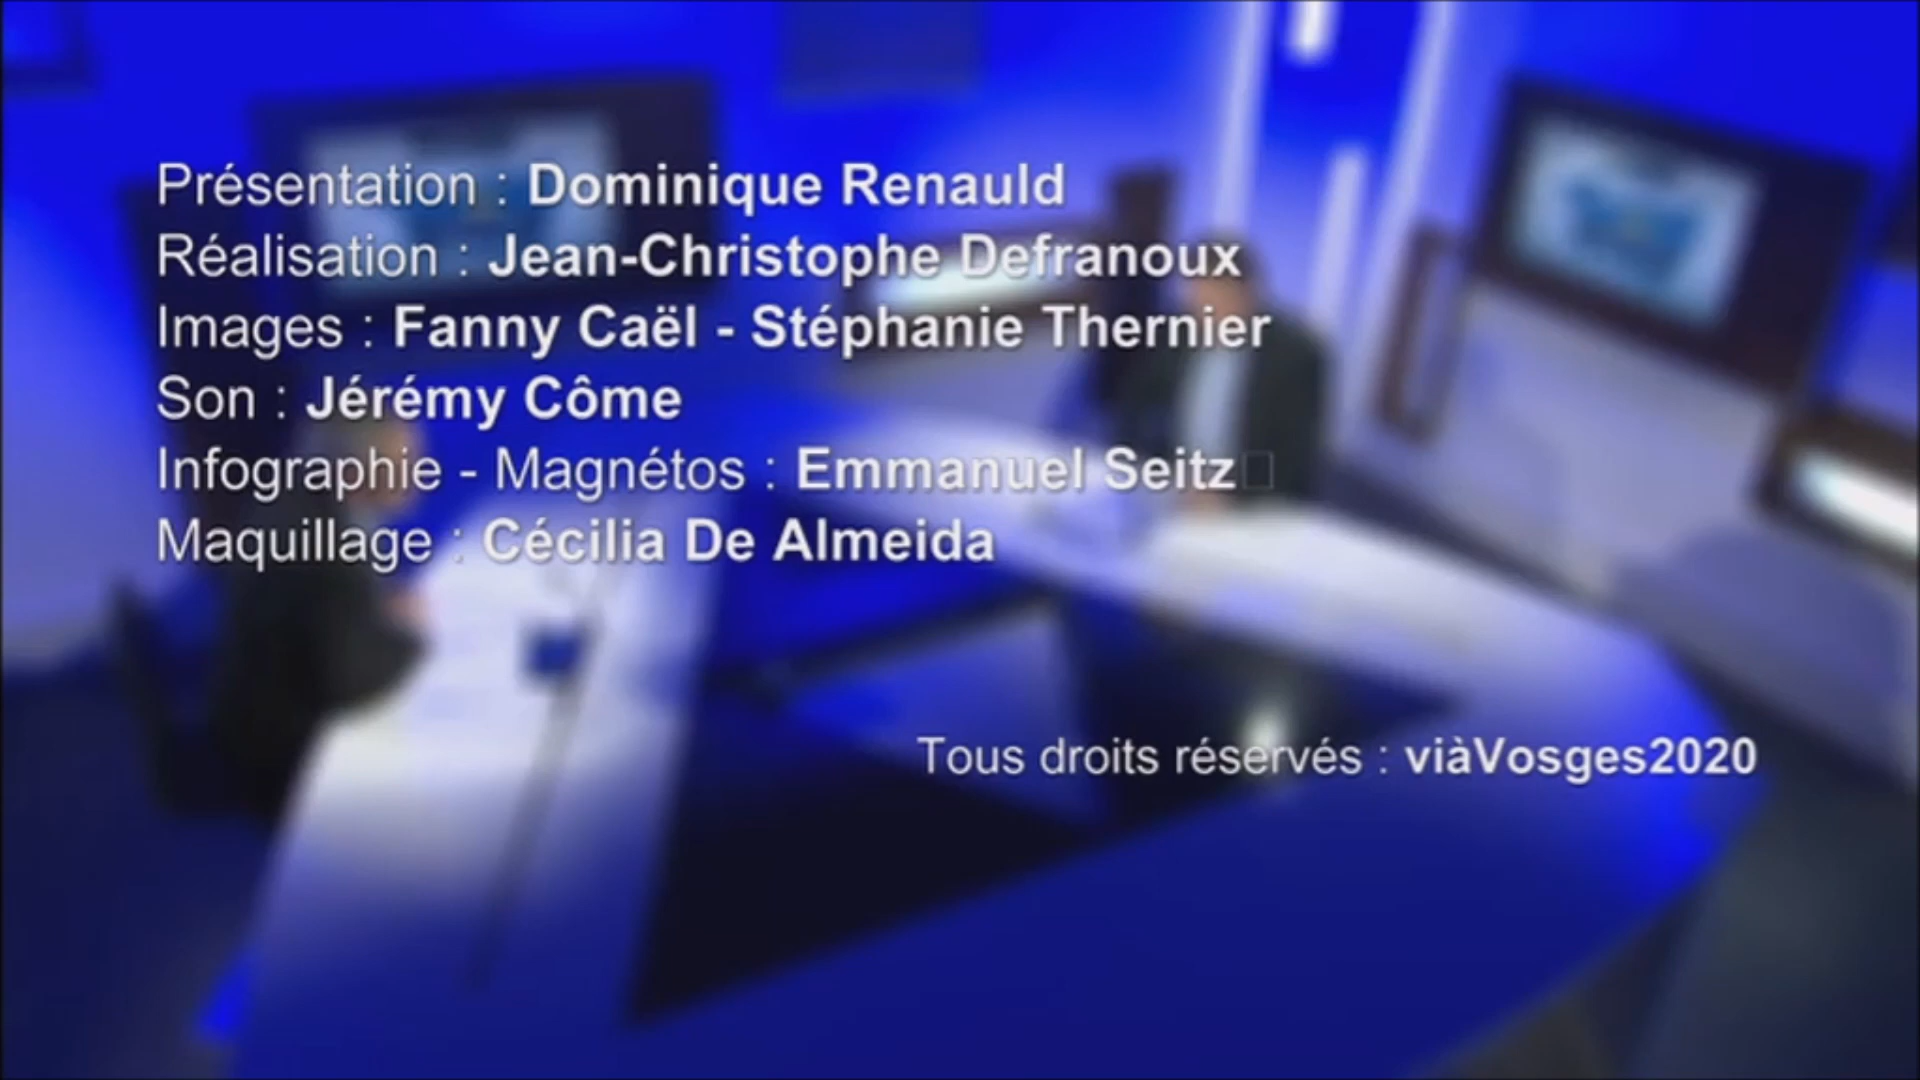 Présentation : Dominique Renauld
Réalisation : Jean-Christophe Defranoux
Images : Fanny Caël - Stéphanie Thernier
Son : Jérémy Côme
Infographie - Magnétos : Emmanuel Seitz
Maquillage : Cécilia De Almeida
Tous droits réservés : viàVosges2020